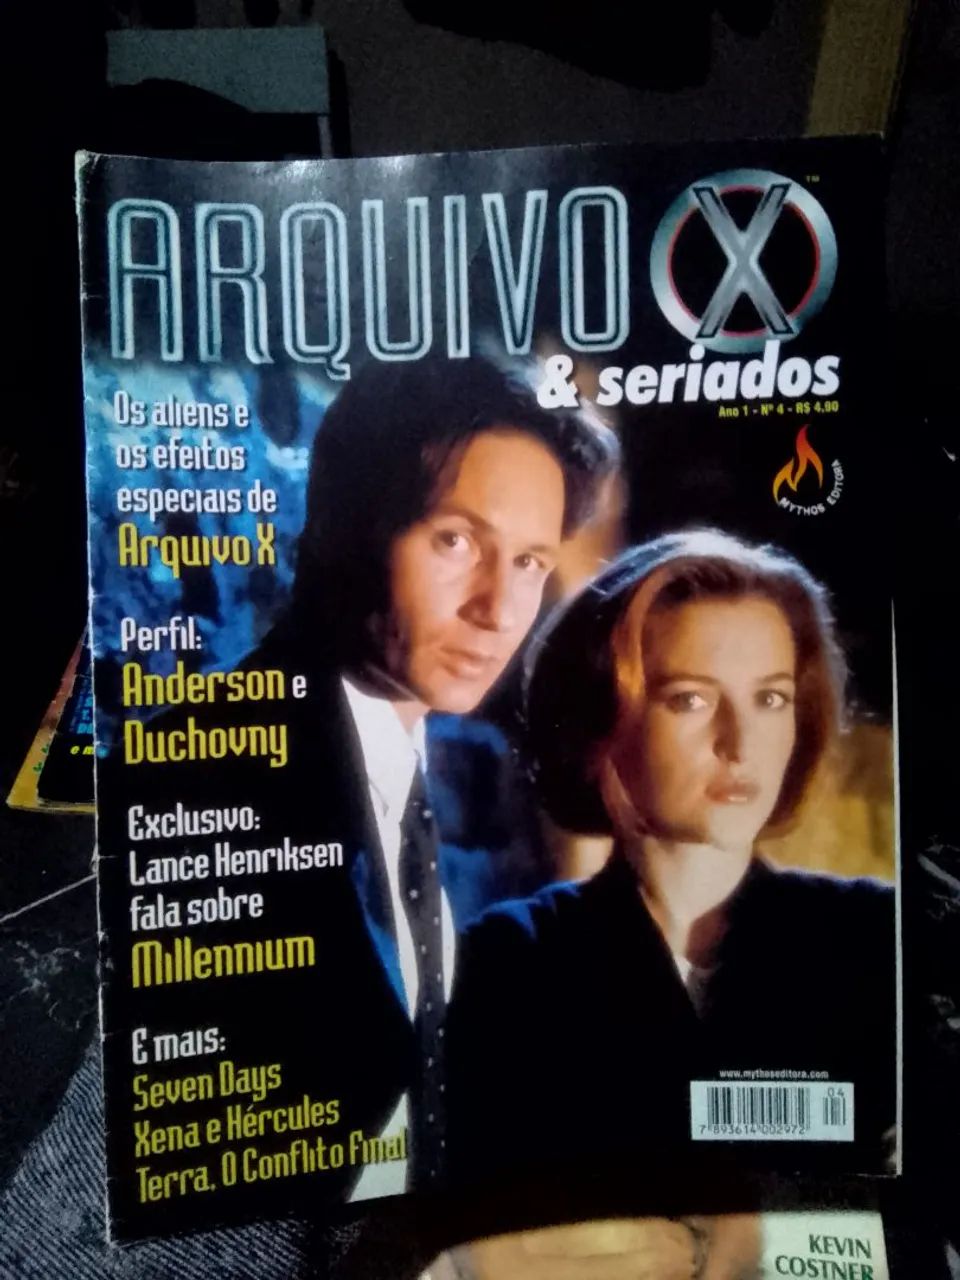 ARQUIVO X
TM
& seriados
Ano 1 - Nº 4 - R$ 4,90
MYTHOS EDITORA
Os aliens e
os efeitos
especiais de
Arquivo X
Perfil:
Anderson e
Duchovny
Exclusivo:
Lance Henriksen
fala sobre
Millennium
E mais:
Seven Days
Xena e Hércules
Terra, O Conflito Final
www.mythoseditora.com
04
7 893614 002972
e m
KEVIN
COSTNER